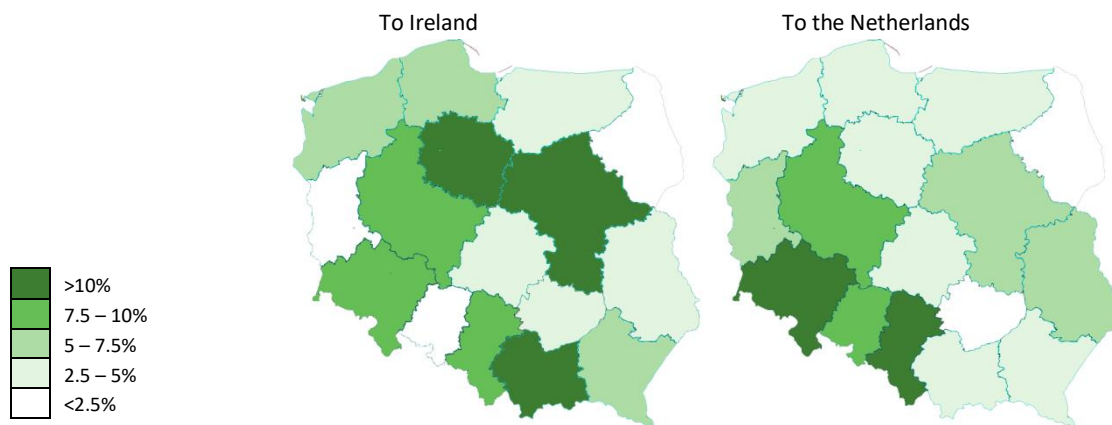 To Ireland
To the Netherlands
>10%
7.5 – 10%
5 – 7.5%
2.5 – 5%
<2.5%